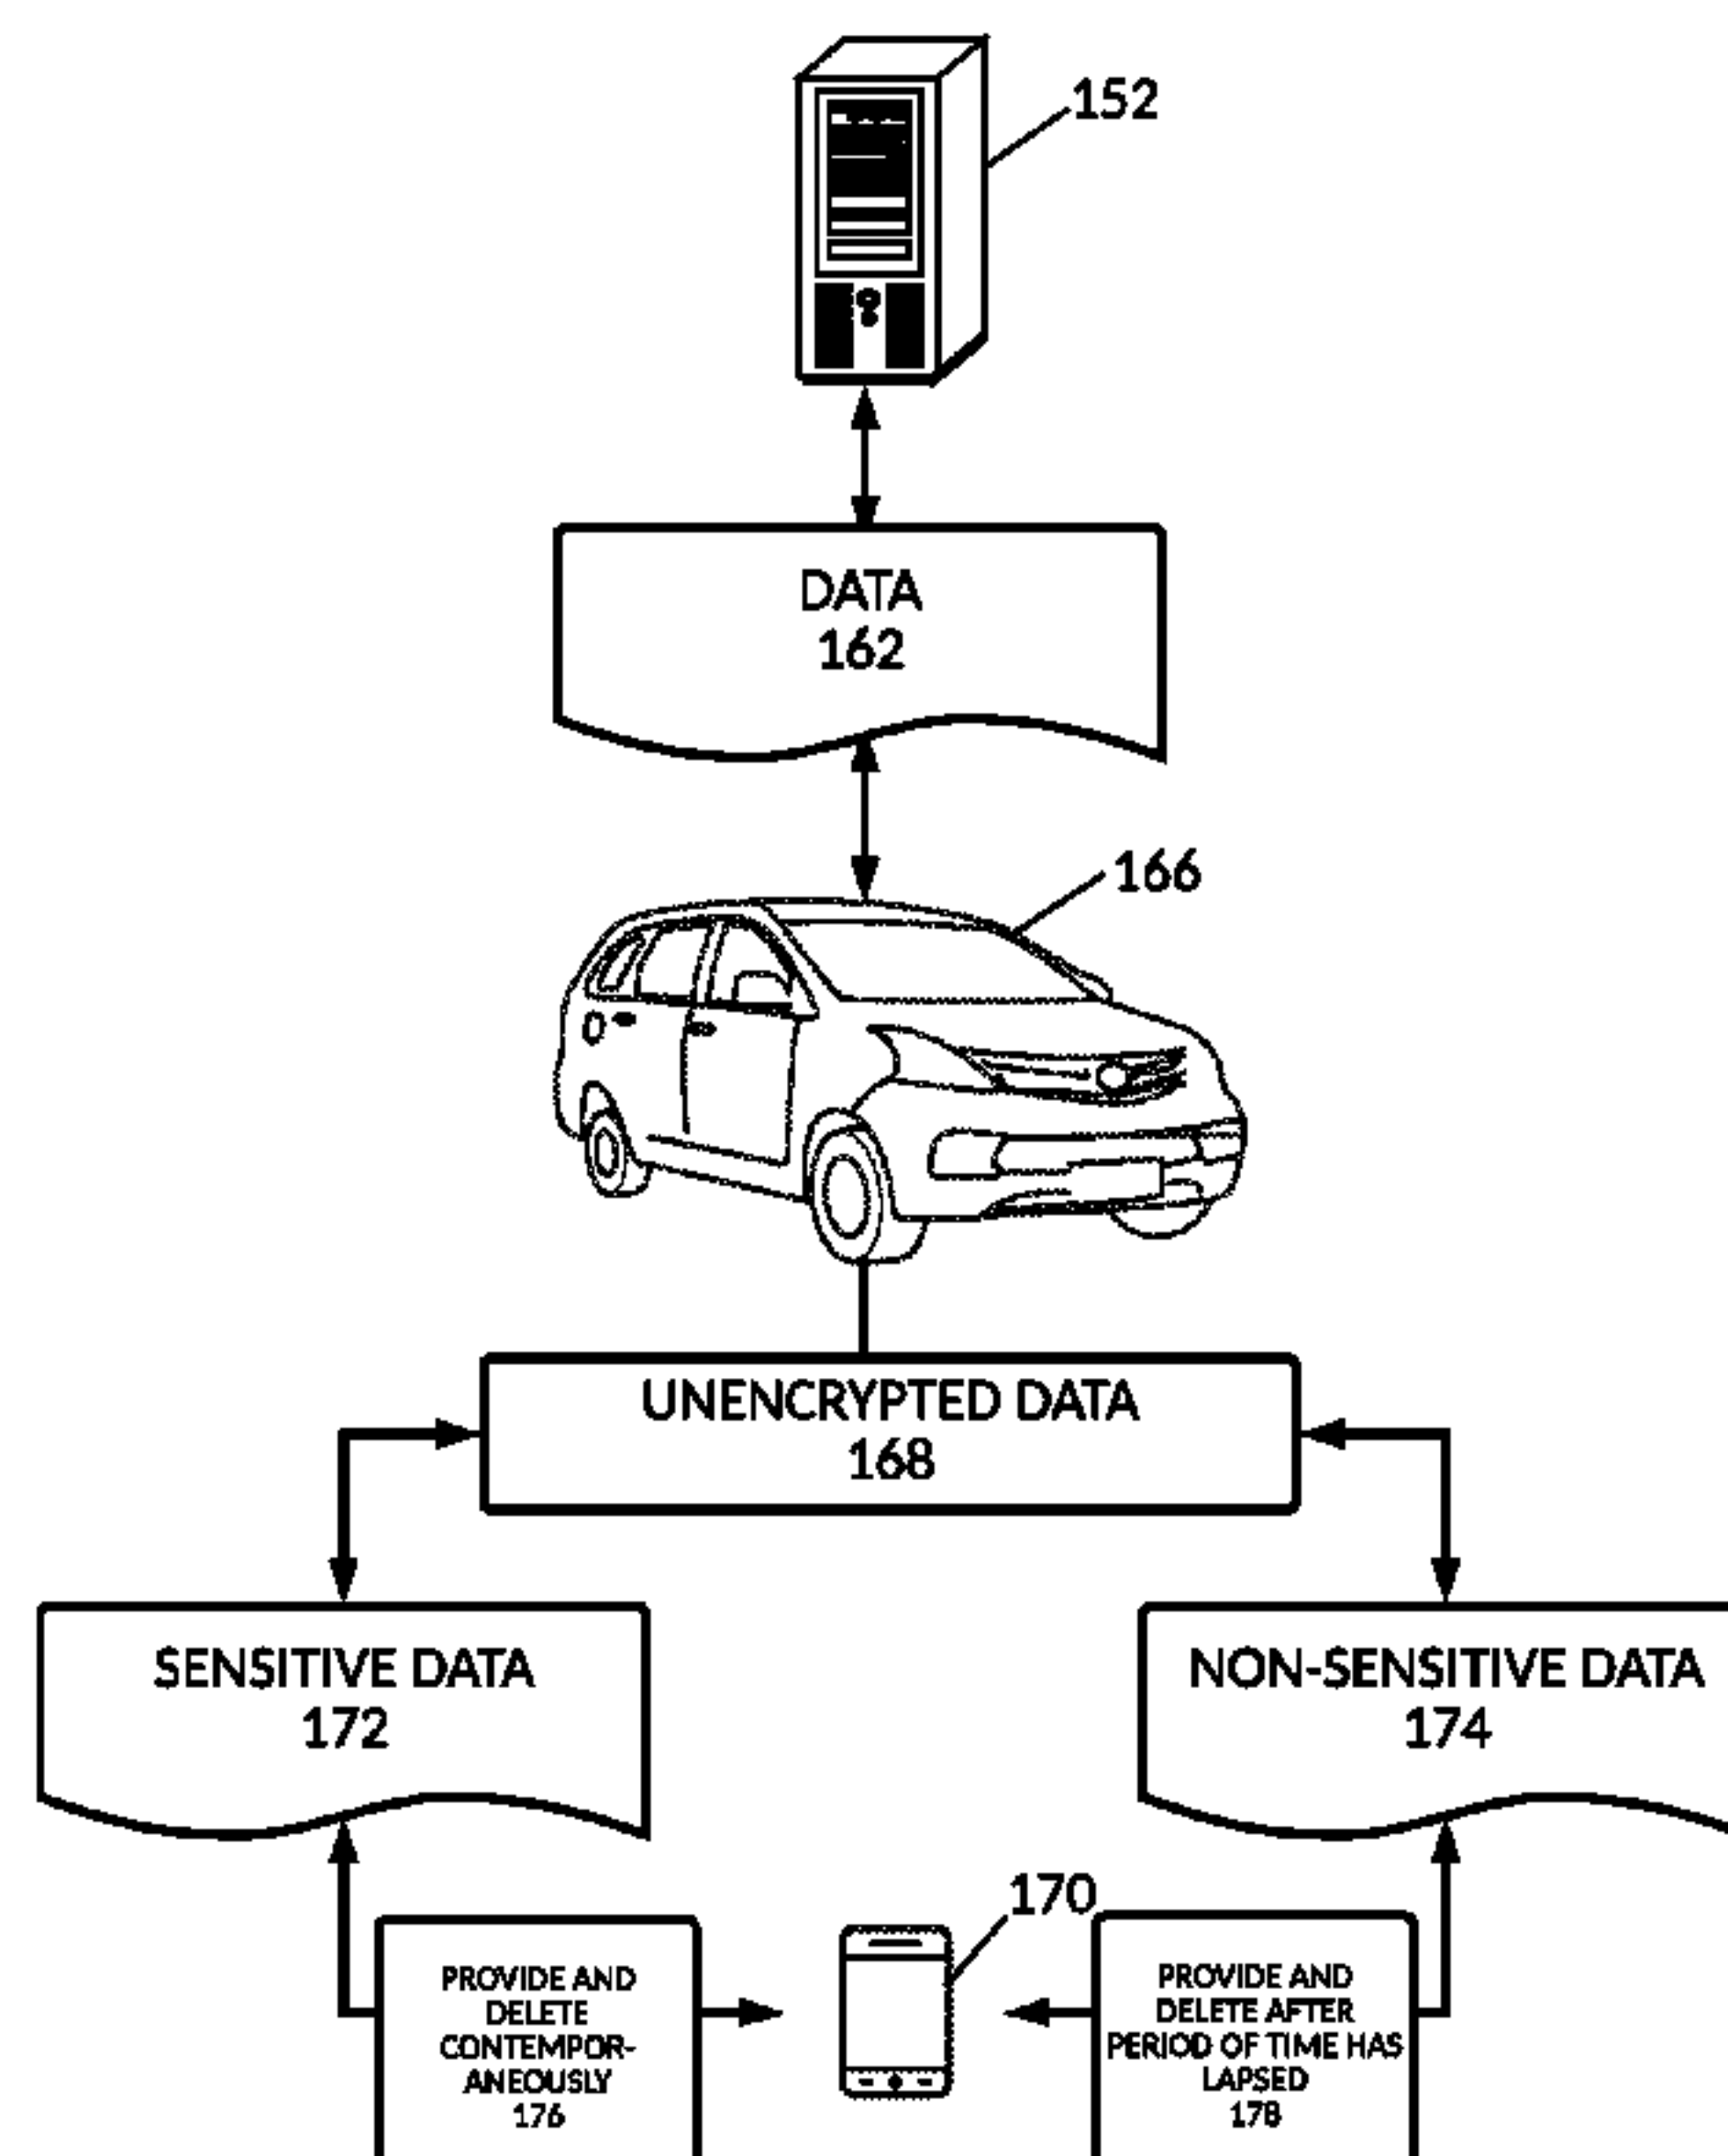 152
DATA
162
166
UNENCRYPTED DATA
168
SENSITIVE DATA
172
NON-SENSITIVE DATA
174
170
PROVIDE AND
DELETE
CONTEMPOR-
ANEOUSLY
176
PROVIDE AND
DELETE AFTER
PERIOD OF TIME HAS
LAPSED
178